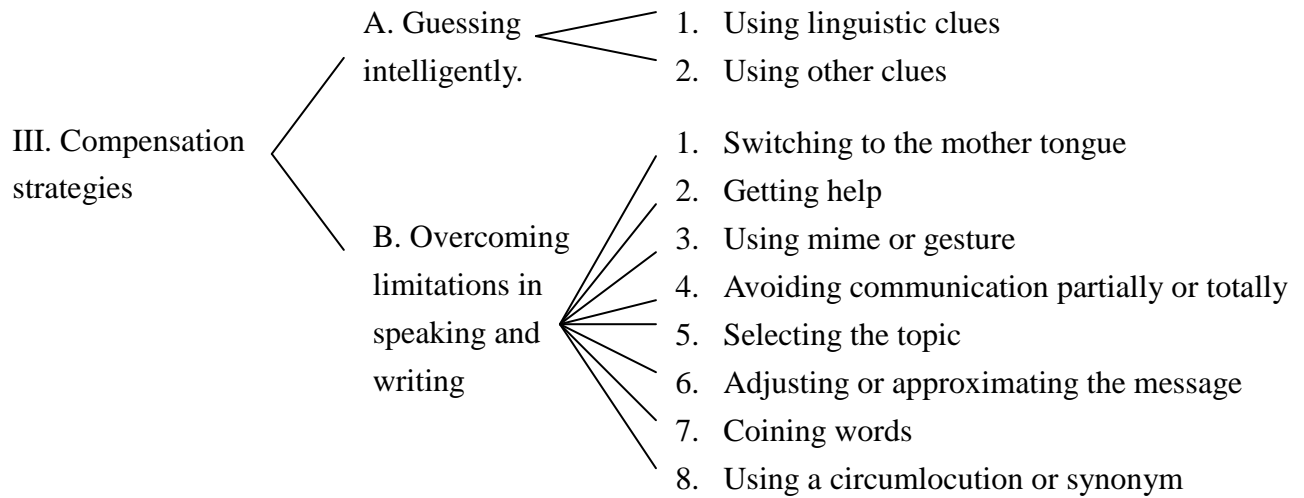 III. Compensation
strategies
A. Guessing
intelligently.
1. Using linguistic clues
2. Using other clues
B. Overcoming
limitations in
speaking and
writing
1. Switching to the mother tongue
2. Getting help
3. Using mime or gesture
4. Avoiding communication partially or totally
5. Selecting the topic
6. Adjusting or approximating the message
7. Coining words
8. Using a circumlocution or synonym